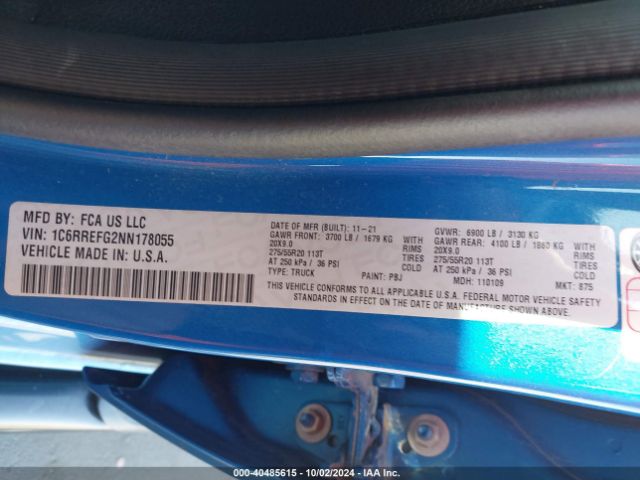 MFD BY: FCA US LLC
VIN: 1C6RREFG2NN178055
VEHICLE MADE IN: U.S.A.
DATE OF MFR (BUILT): 11-21
GAWR FRONT: 3700 LB / 1679 KG WITH
20X9.0 RIMS
275/55R20 113T TIRES
AT 250 kPa / 36 PSI COLD
TYPE: TRUCK PAINT: PBJ
GVWR: 6900 LB / 3130 KG
GAWR REAR: 4100 LB / 1860 KG WITH
20X9.0 RIMS
275/55R20 113T TIRES
AT 250 kPa / 36 PSI COLD
MDH: 110109 MKT: 875
THIS VEHICLE CONFORMS TO ALL APPLICABLE U.S.A. FEDERAL MOTOR VEHICLE SAFETY
STANDARDS IN EFFECT ON THE DATE OF MANUFACTURE SHOWN ABOVE.
000-40485615 - 10/02/2024 - IAA Inc.